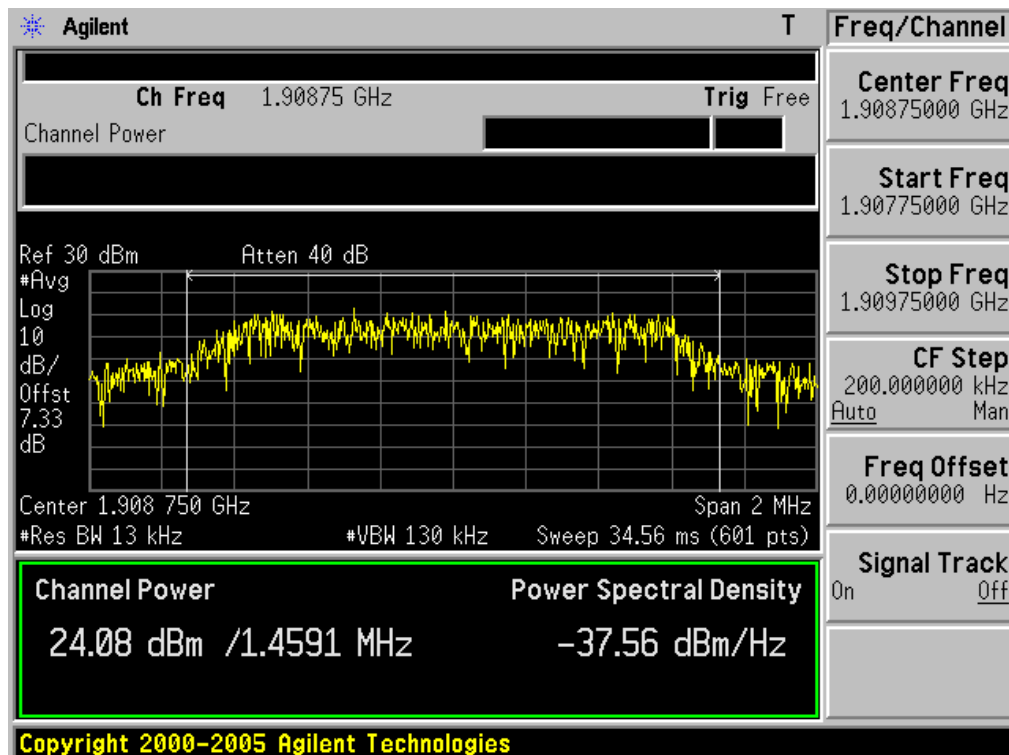 Agilent T
Freq/Channel
Ch Freq 1.90875 GHz Trig Free
Channel Power
Ref 30 dBm Atten 40 dB
#Avg
Log
10
dB/
Offst
7.33
dB
Center 1.908 750 GHz Span 2 MHz
#Res BW 13 kHz #VBW 130 kHz Sweep 34.56 ms (601 pts)
Channel Power Power Spectral Density
24.08 dBm /1.4591 MHz -37.56 dBm/Hz
Copyright 2000-2005 Agilent Technologies
Center Freq
1.90875000 GHz
Start Freq
1.90775000 GHz
Stop Freq
1.90975000 GHz
CF Step
200.000000 kHz
Auto Man
Freq Offset
0.00000000 Hz
Signal Track
On Off